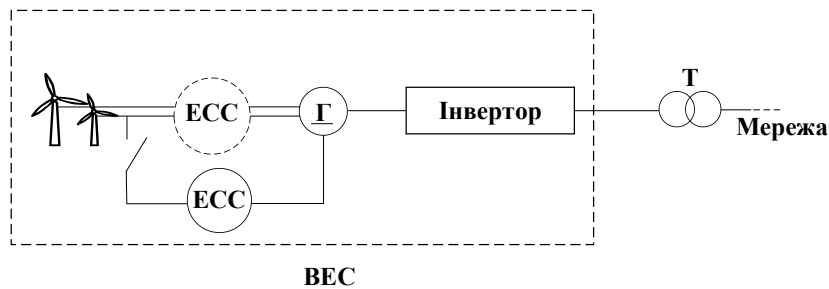 Т
ЕСС
Г
Інвертор
Мережа
ЕСС
ВЕС